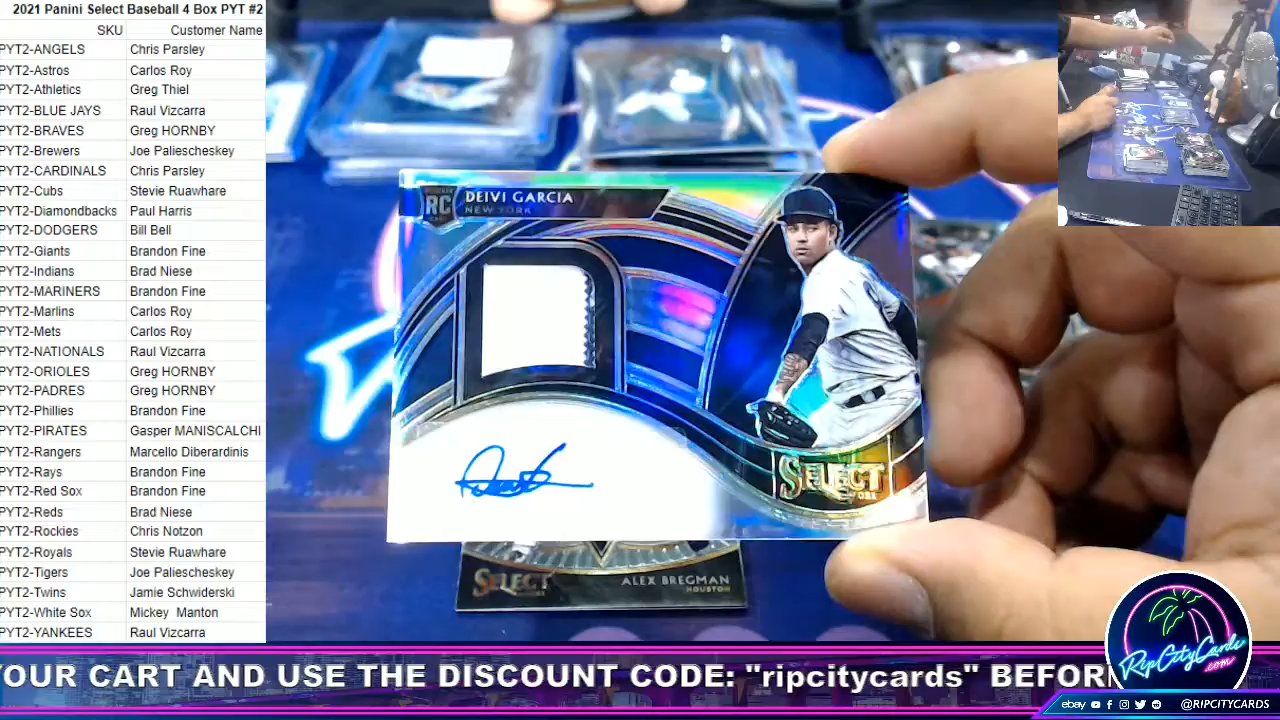 2021 Panini Select Baseball 4 Box PYT #2
SKU Customer Name
PYT2-ANGELS Chris Parsley
PYT2-Astros Carlos Roy
PYT2-Athletics Greg Thiel
PYT2-BLUE JAYS Raul Vizcarra
PYT2-BRAVES Greg HORNBY
PYT2-Brewers Joe Paliescheskey
PYT2-CARDINALS Chris Parsley
PYT2-Cubs Stevie Ruawhare
PYT2-Diamondbacks Paul Harris
PYT2-DODGERS Bill Bell
PYT2-Giants Brandon Fine
PYT2-Indians Brad Niese
PYT2-MARINERS Brandon Fine
PYT2-Marlins Carlos Roy
PYT2-Mets Carlos Roy
PYT2-NATIONALS Raul Vizcarra
PYT2-ORIOLES Greg HORNBY
PYT2-PADRES Greg HORNBY
PYT2-Phillies Brandon Fine
PYT2-PIRATES Gasper MANISCALCHI
PYT2-Rangers Marcello Diberardinis
PYT2-Rays Brandon Fine
PYT2-Red Sox Brandon Fine
PYT2-Reds Brad Niese
PYT2-Rockies Chris Notzon
PYT2-Royals Stevie Ruawhare
PYT2-Tigers Joe Paliescheskey
PYT2-Twins Jamie Schwiderski
PYT2-White Sox Mickey Manton
PYT2-YANKEES Raul Vizcarra
RC DEIVI GARCIA
NEW YORK
SELECT
SELECT
ALEX BREGMAN
HOUSTON
YOUR CART AND USE THE DISCOUNT CODE: "ripcitycards" BEFOR
RipCityCards
.com
ebay @RIPCITYCARDS